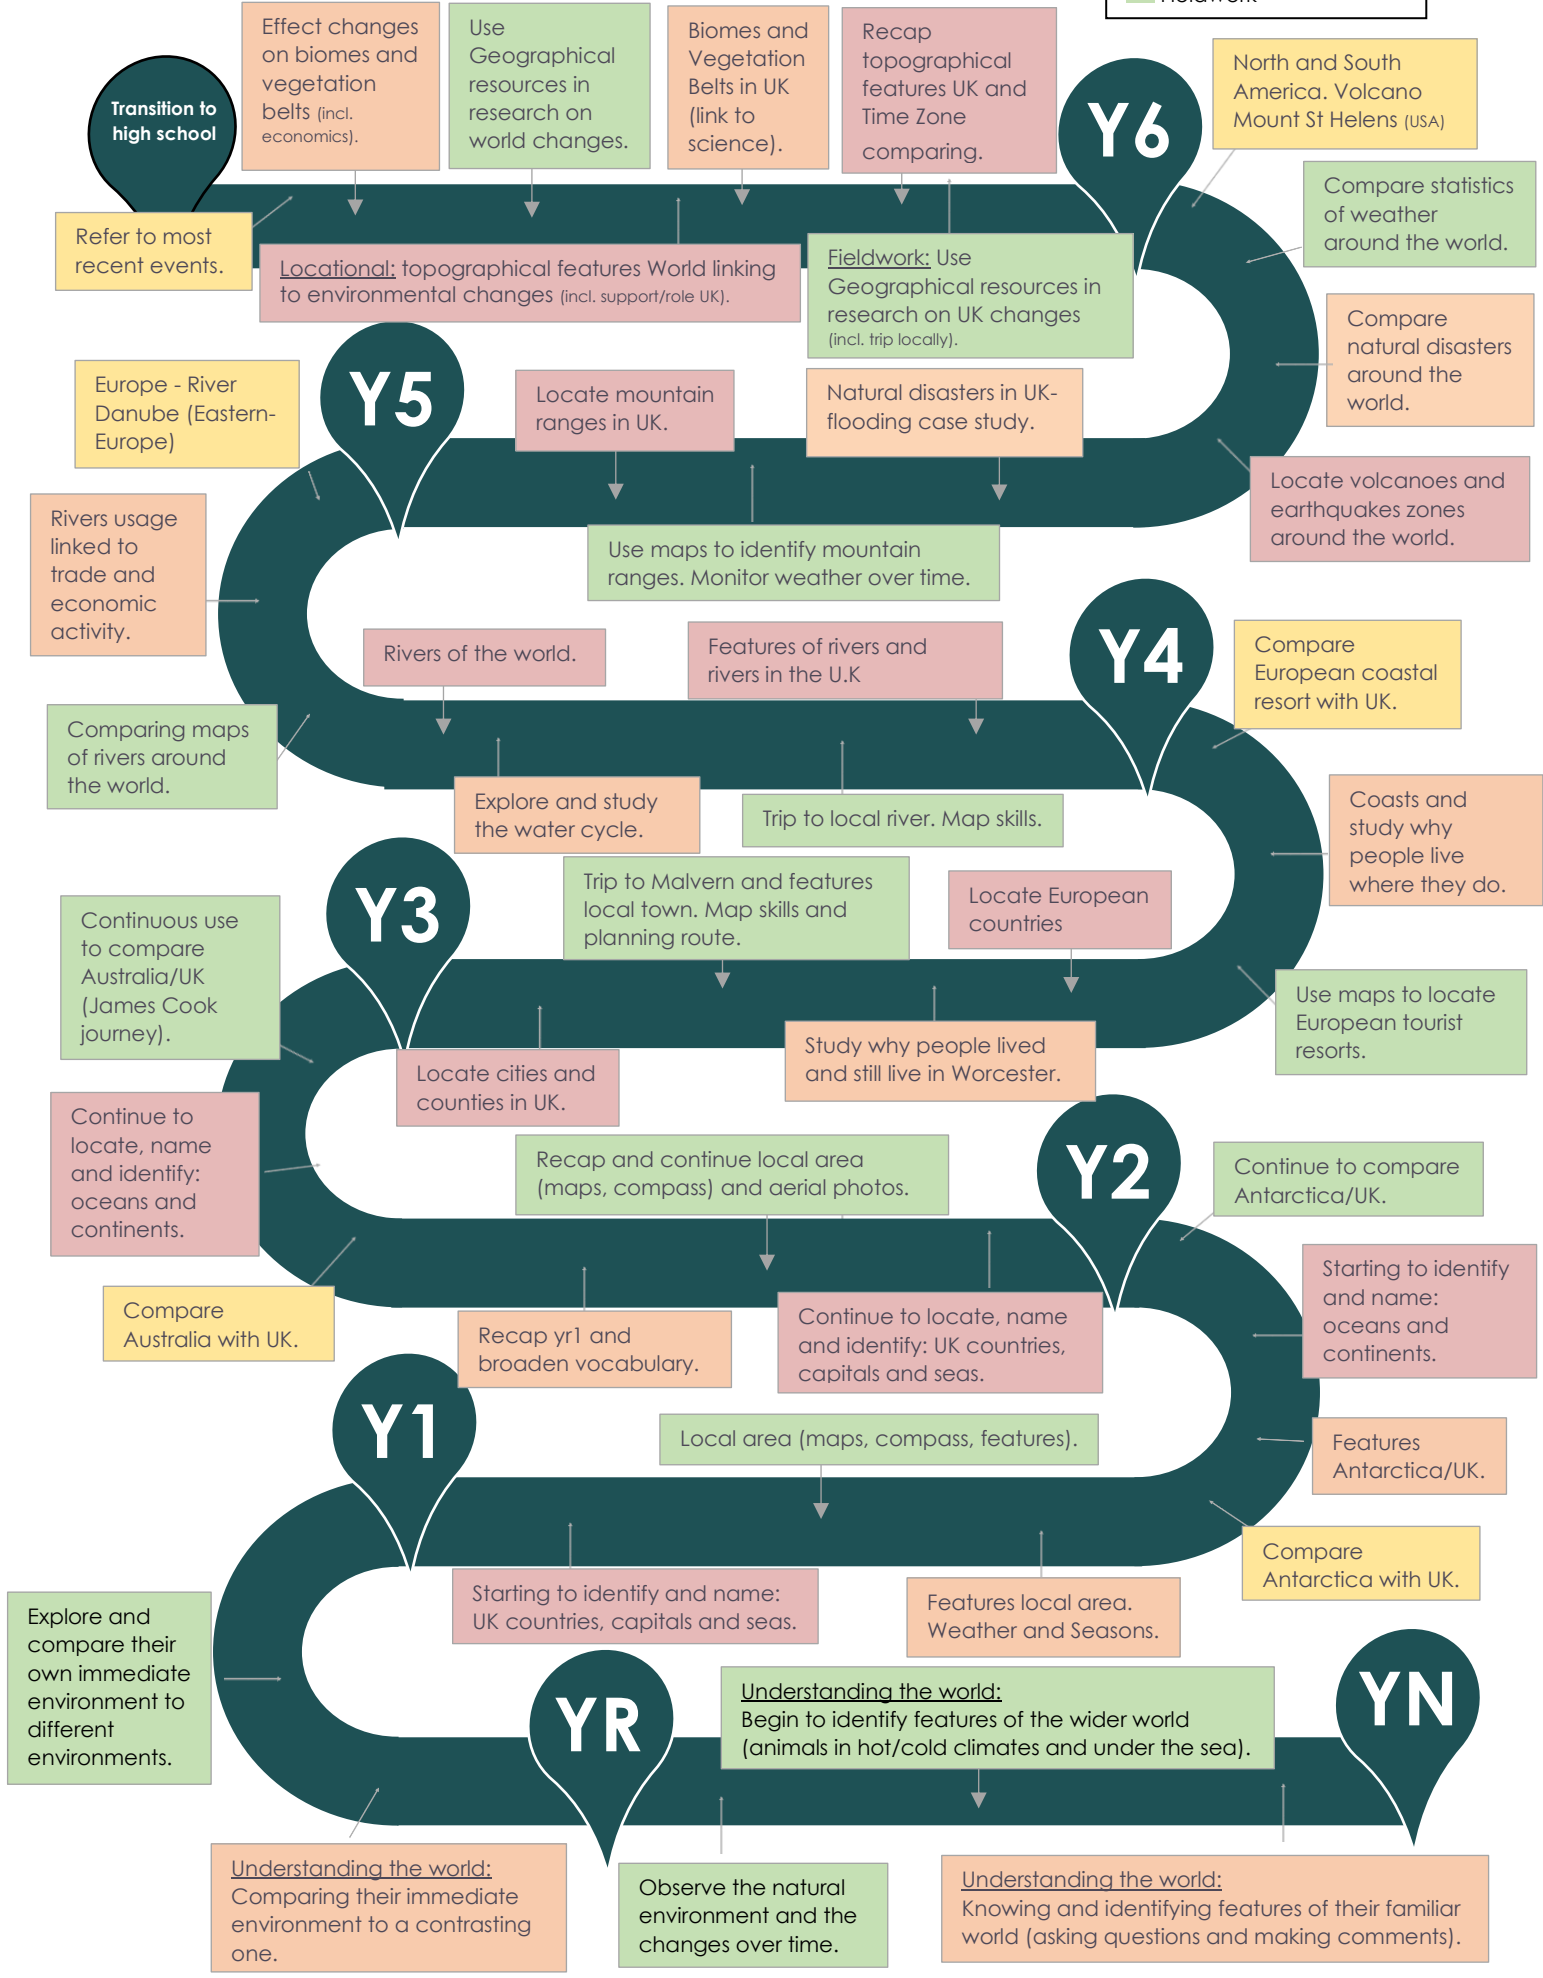 Fieldwork
Effect changes
on biomes and
vegetation
belts (incl.
economics).
Use
Geographical
resources in
research on
world changes.
Biomes and
Vegetation
Belts in UK
(link to
science).
Recap
topographical
features UK and
Time Zone
comparing.
Y6
North and South
America. Volcano
Mount St Helens (USA)
Transition to
high school
Compare statistics
of weather
around the world.
Refer to most
recent events.
Locational: topographical features World linking
to environmental changes (incl. support/role UK).
Fieldwork: Use
Geographical resources in
research on UK changes
(incl. trip locally).
Compare
natural disasters
around the
world.
Europe - River
Danube (Eastern-
Europe)
Y5
Locate mountain
ranges in UK.
Natural disasters in UK-
flooding case study.
Locate volcanoes and
earthquakes zones
around the world.
Rivers usage
linked to
trade and
economic
activity.
Use maps to identify mountain
ranges. Monitor weather over time.
Rivers of the world.
Features of rivers and
rivers in the U.K
Y4
Compare
European coastal
resort with UK.
Comparing maps
of rivers around
the world.
Explore and study
the water cycle.
Trip to local river. Map skills.
Coasts and
study why
people live
where they do.
Y3
Trip to Malvern and features
local town. Map skills and
planning route.
Locate European
countries
Continuous use
to compare
Australia/UK
(James Cook
journey).
Use maps to locate
European tourist
resorts.
Locate cities and
counties in UK.
Study why people lived
and still live in Worcester.
Continue to
locate, name
and identify:
oceans and
continents.
Recap and continue local area
(maps, compass) and aerial photos.
Y2
Continue to compare
Antarctica/UK.
Compare
Australia with UK.
Recap yr1 and
broaden vocabulary.
Continue to locate, name
and identify: UK countries,
capitals and seas.
Starting to identify
and name:
oceans and
continents.
Y1
Local area (maps, compass, features).
Features
Antarctica/UK.
Compare
Antarctica with UK.
Starting to identify and name:
UK countries, capitals and seas.
Features local area.
Weather and Seasons.
Explore and
compare their
own immediate
environment to
different
environments.
YR
Understanding the world:
Begin to identify features of the wider world
(animals in hot/cold climates and under the sea).
YN
Understanding the world:
Comparing their immediate
environment to a contrasting
one.
Observe the natural
environment and the
changes over time.
Understanding the world:
Knowing and identifying features of their familiar
world (asking questions and making comments).